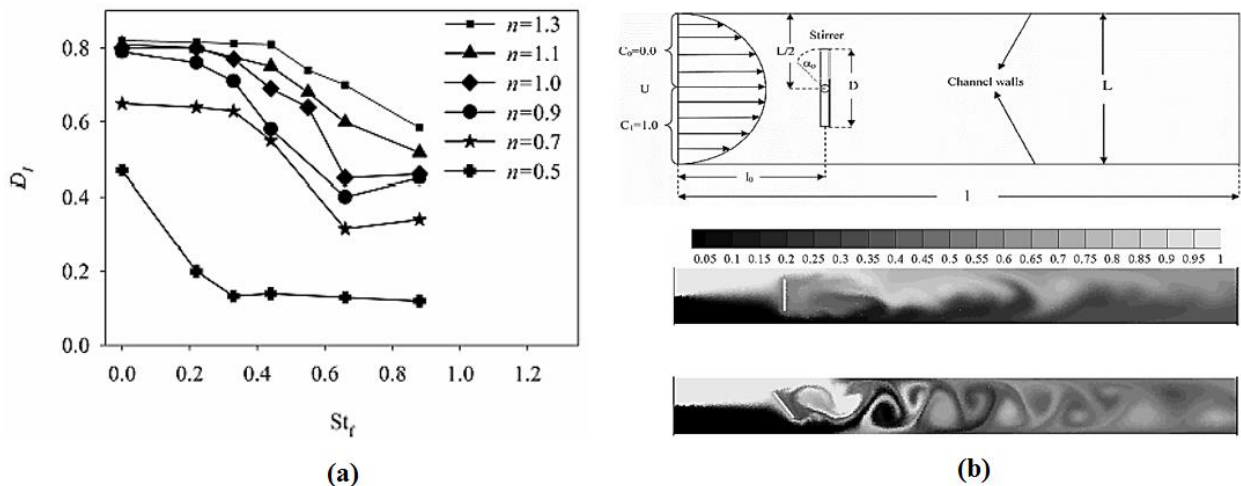 n=1.3
n=1.1
n=1.0
n=0.9
n=0.7
n=0.5
0.8
0.6
0.4
0.2
0.0
D_I
0.0 0.2 0.4 0.6 0.8 1.0 1.2
St_f
(a)
Stirrer
C₀=0.0
L/2
α₀
U
D
Channel walls
L
C₁=1.0
l₀
l
0.05 0.1 0.15 0.2 0.25 0.3 0.35 0.4 0.45 0.5 0.55 0.6 0.65 0.7 0.75 0.8 0.85 0.9 0.95 1
(b)